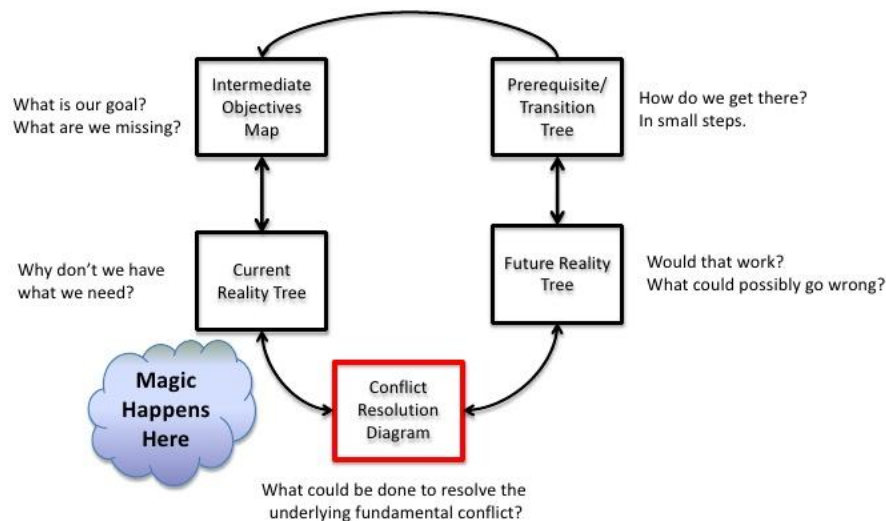 Intermediate
Objectives
Map
Prerequisite/
Transition
Tree
What is our goal?
What are we missing?
How do we get there?
In small steps.
Current
Reality Tree
Future Reality
Tree
Why don’t we have
what we need?
Would that work?
What could possibly go wrong?
Magic
Happens
Here
Conflict
Resolution
Diagram
What could be done to resolve the
underlying fundamental conflict?